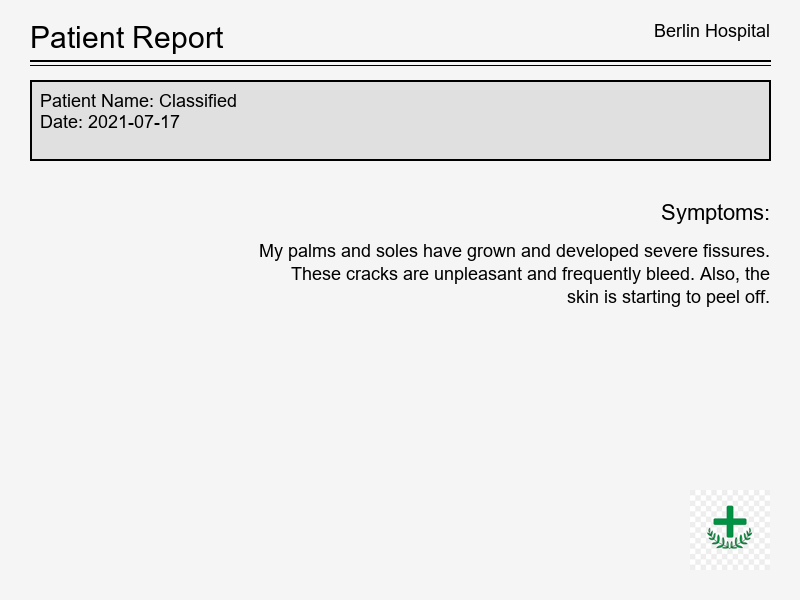 Patient Report
Berlin Hospital
Patient Name: Classified
Date: 2021-07-17
Symptoms:
My palms and soles have grown and developed severe fissures.
These cracks are unpleasant and frequently bleed. Also, the
skin is starting to peel off.